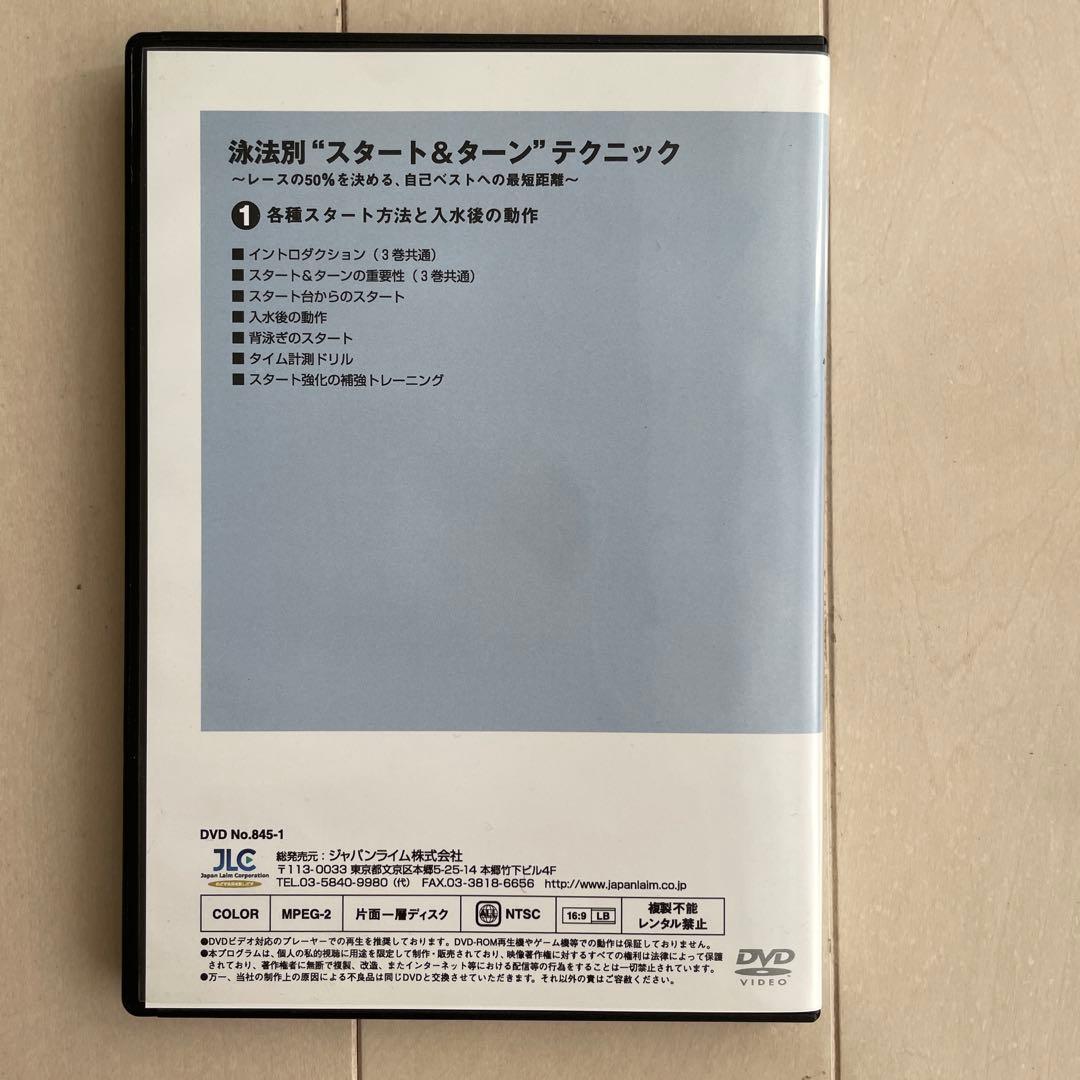 泳法別“スタート&ターン”テクニック
〜レースの50%を決める、自己ベストへの最短距離〜
❶各種スタート方法と入水後の動作
■ イントロダクション（3巻共通）
■ スタート&ターンの重要性（3巻共通）
■ スタート台からのスタート
■ 入水後の動作
■ 背泳ぎのスタート
■ タイム計測ドリル
■ スタート強化の補強トレーニング
DVD No.845-1
JLC
Japan Laim Corporation
総発売元：ジャパンライム株式会社
〒113-0033 東京都文京区本郷5-25-14 本郷竹下ビル4F
TEL.03-5840-9980（代） FAX.03-3818-6656 http://www.japanlaim.co.jp
COLOR MPEG-2 片面一層ディスク ALL NTSC 16:9 LB 複製不能
レンタル禁止
●DVDビデオ対応のプレーヤーでの再生を推奨しております。DVD-ROM再生機やゲーム機等での動作は保証しておりません。
●本プログラムは、個人の私的視聴に用途を限定して制作・販売されており、映像著作権に対するすべての権利は法律によって保護
されており、著作権者に無断で複製、改造、またインターネット等における配信等の行為をすることは一切禁止されています。
●万一、当社の制作上の原因による不良品は同じDVDと交換させていただきます。それ以外の責はご容赦ください。
DVD
VIDEO